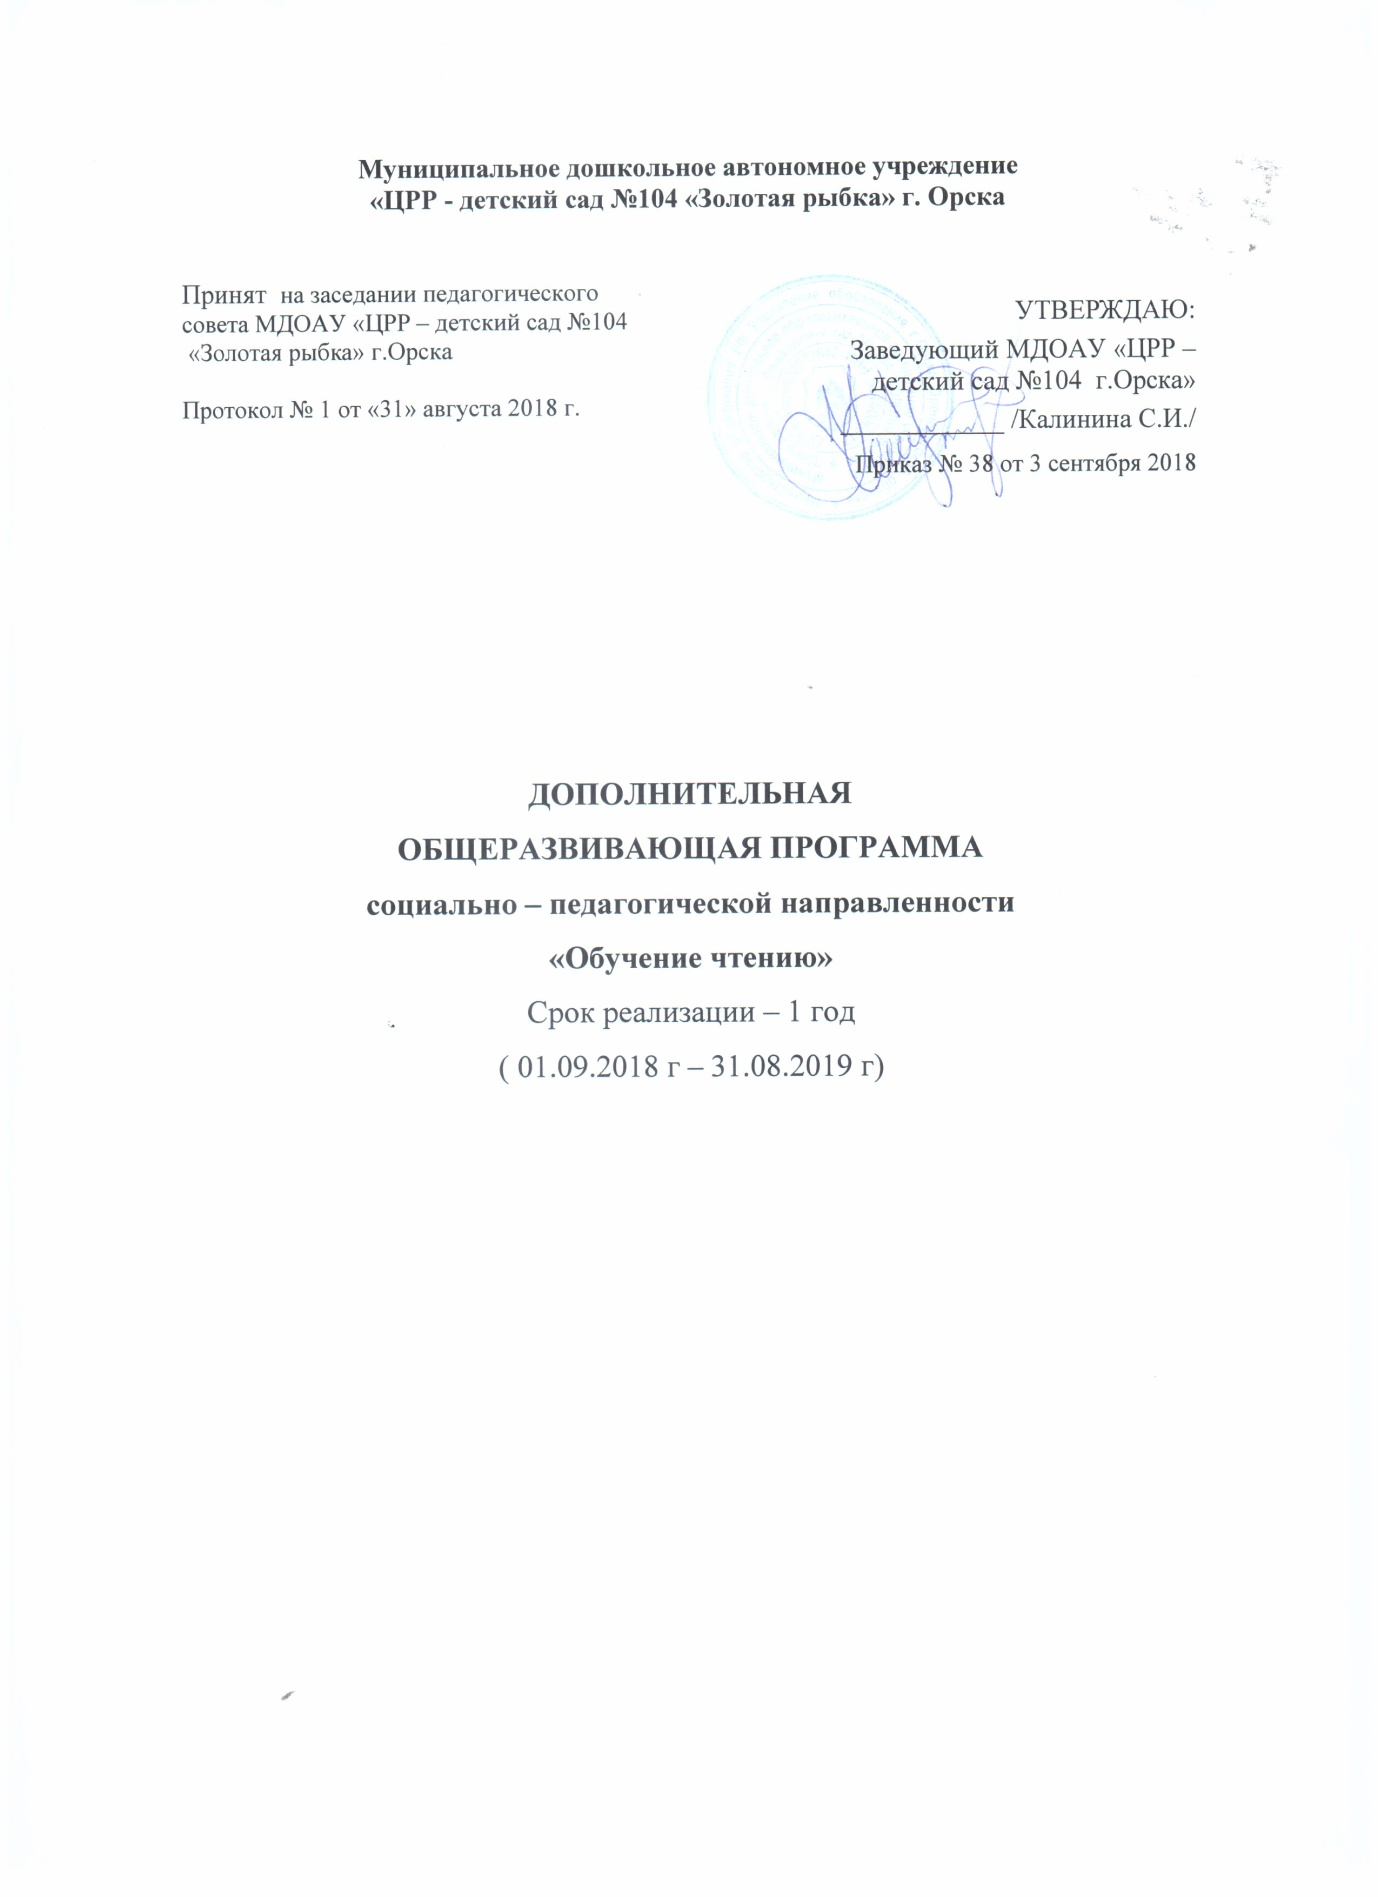 Муниципальное дошкольное автономное учреждение
«ЦРР - детский сад №104 «Золотая рыбка» г. Орска
Принят на заседании педагогического
совета МДОАУ «ЦРР – детский сад №104
«Золотая рыбка» г.Орска
Протокол № 1 от «31» августа 2018 г.
УТВЕРЖДАЮ:
Заведующий МДОАУ «ЦРР –
детский сад №104 г.Орска»
____________ /Калинина С.И./
Приказ № 38 от 3 сентября 2018
ДОПОЛНИТЕЛЬНАЯ
ОБЩЕРАЗВИВАЮЩАЯ ПРОГРАММА
социально – педагогической направленности
«Обучение чтению»
Срок реализации – 1 год
( 01.09.2018 г – 31.08.2019 г)